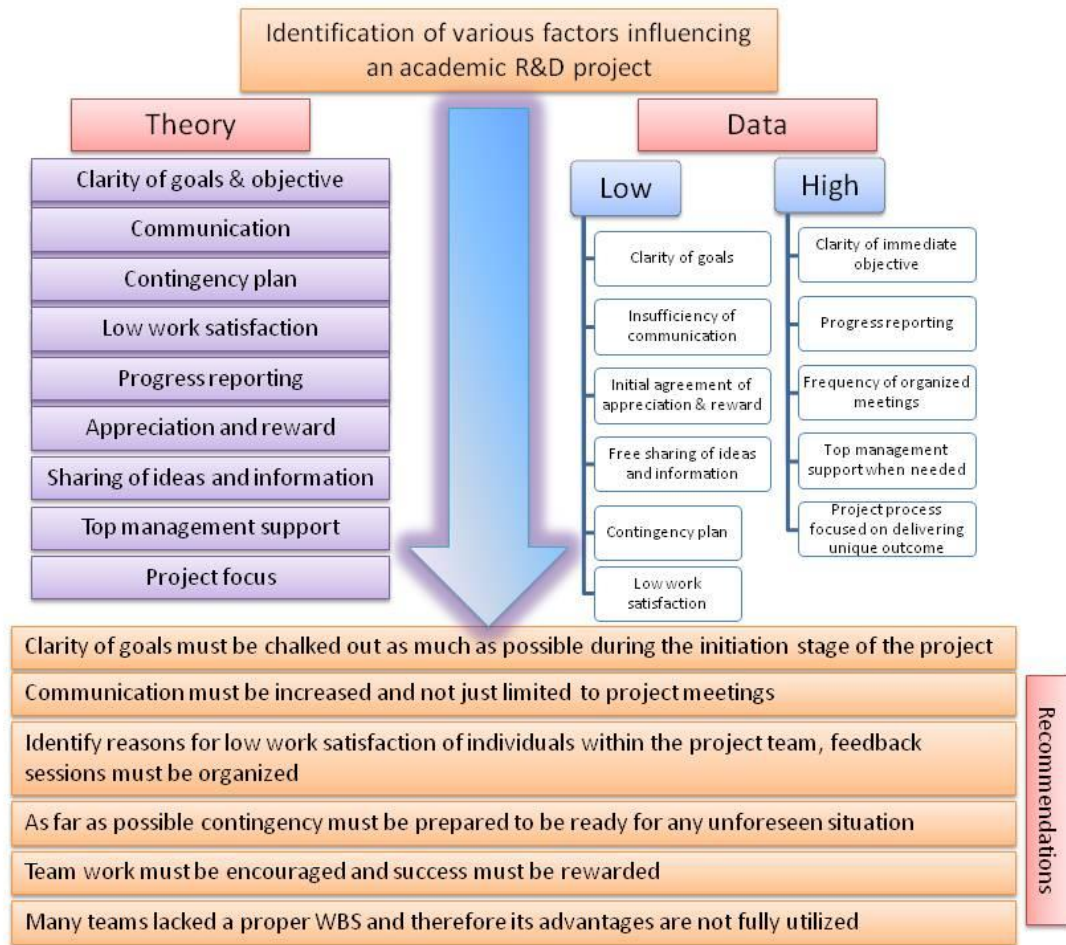 Identification of various factors influencing
an academic R&D project
Theory
Clarity of goals & objective
Communication
Contingency plan
Low work satisfaction
Progress reporting
Appreciation and reward
Sharing of ideas and information
Top management support
Project focus
Data
Low
Clarity of goals
Insufficiency of
communication
Initial agreement of
appreciation & reward
Free sharing of ideas
and information
Contingency plan
Low work
satisfaction
High
Clarity of immediate
objective
Progress reporting
Frequency of organized
meetings
Top management
support when needed
Project process
focused on delivering
unique outcome
Clarity of goals must be chalked out as much as possible during the initiation stage of the project
Communication must be increased and not just limited to project meetings
Identify reasons for low work satisfaction of individuals within the project team, feedback
sessions must be organized
As far as possible contingency must be prepared to be ready for any unforeseen situation
Team work must be encouraged and success must be rewarded
Many teams lacked a proper WBS and therefore its advantages are not fully utilized
Recommendations